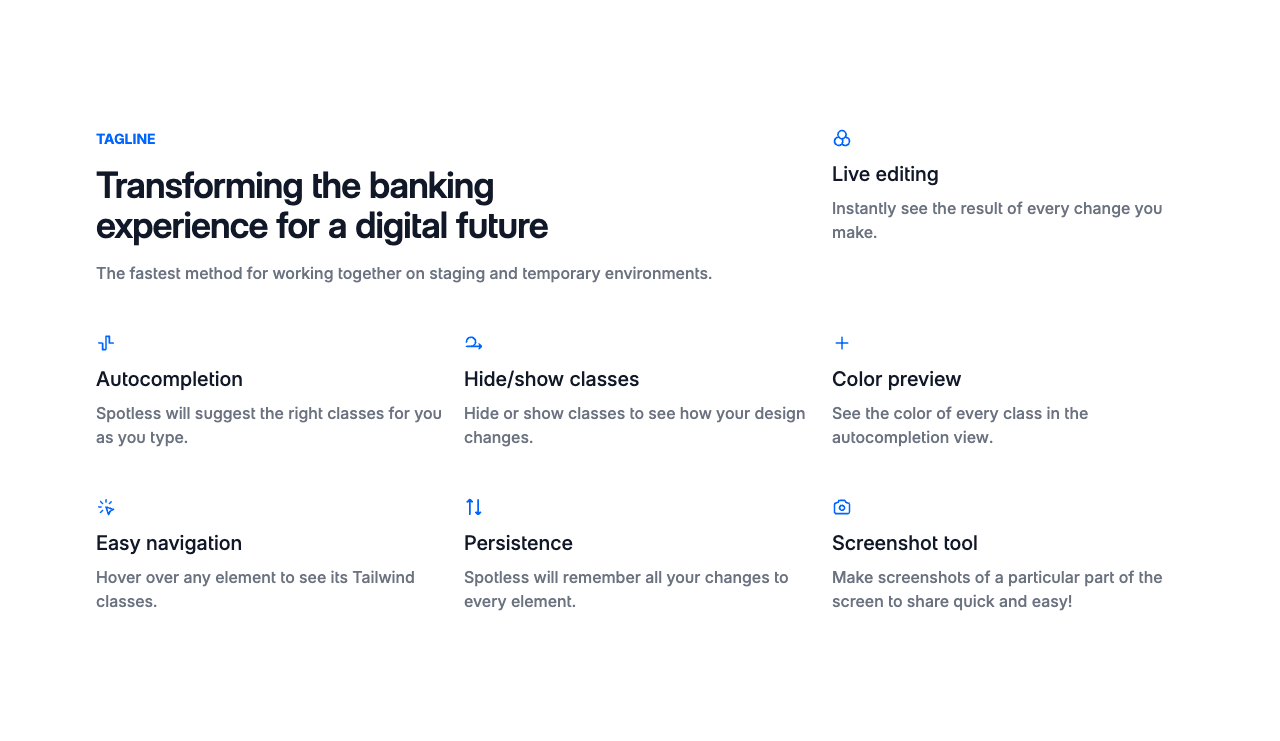 TAGLINE
Transforming the banking
experience for a digital future
The fastest method for working together on staging and temporary environments.
Live editing
Instantly see the result of every change you
make.
Autocompletion
Spotless will suggest the right classes for you
as you type.
Hide/show classes
Hide or show classes to see how your design
changes.
Color preview
See the color of every class in the
autocompletion view.
Easy navigation
Hover over any element to see its Tailwind
classes.
Persistence
Spotless will remember all your changes to
every element.
Screenshot tool
Make screenshots of a particular part of the
screen to share quick and easy!